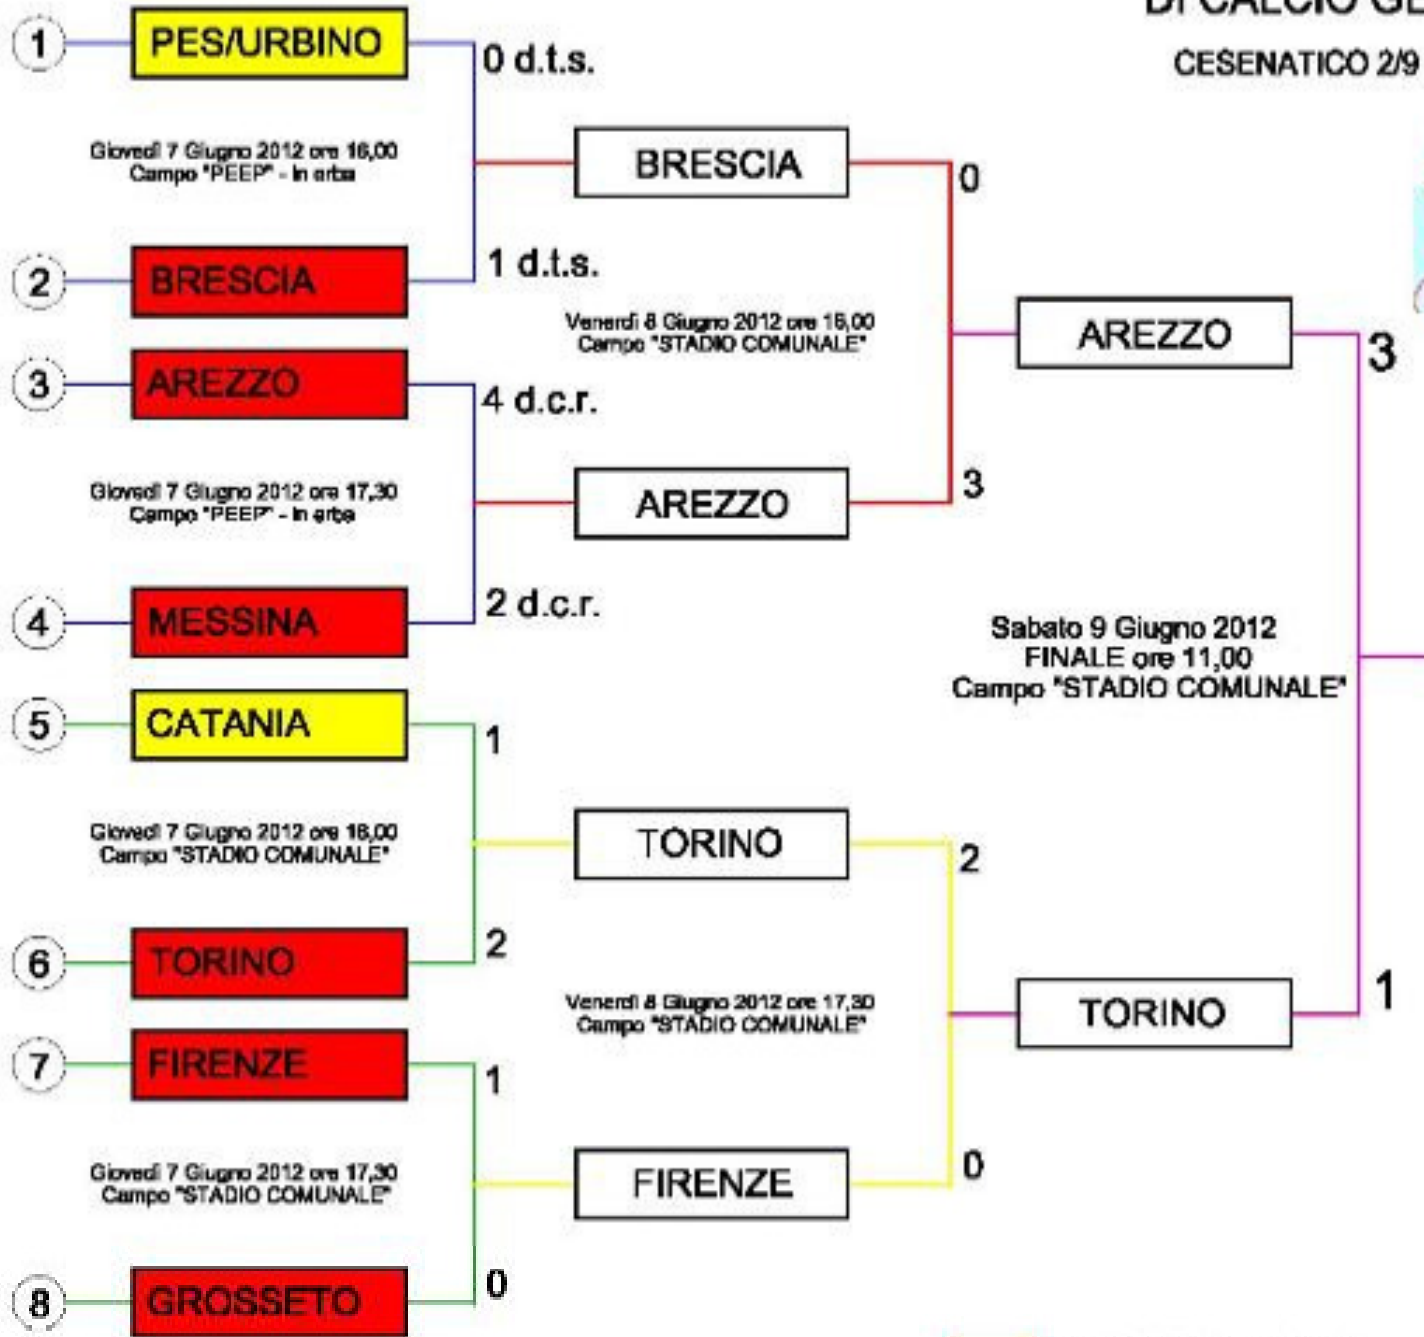 DI CALCIO GE
CESENATICO 2/9
1
PES/URBINO
0 d.t.s.
Giovedì 7 Giugno 2012 ore 16,00
Campo "PEEP" - In erba
BRESCIA
0
2
BRESCIA
1 d.t.s.
Venerdì 8 Giugno 2012 ore 16,00
Campo "STADIO COMUNALE"
AREZZO
3
3
AREZZO
4 d.c.r.
Giovedì 7 Giugno 2012 ore 17,30
Campo "PEEP" - In erba
AREZZO
3
4
MESSINA
2 d.c.r.
Sabato 9 Giugno 2012
FINALE ore 11,00
Campo "STADIO COMUNALE"
5
CATANIA
1
Giovedì 7 Giugno 2012 ore 16,00
Campo "STADIO COMUNALE"
TORINO
2
6
TORINO
2
Venerdì 8 Giugno 2012 ore 17,30
Campo "STADIO COMUNALE"
TORINO
1
7
FIRENZE
1
Giovedì 7 Giugno 2012 ore 17,30
Campo "STADIO COMUNALE"
FIRENZE
0
8
GROSSETO
0